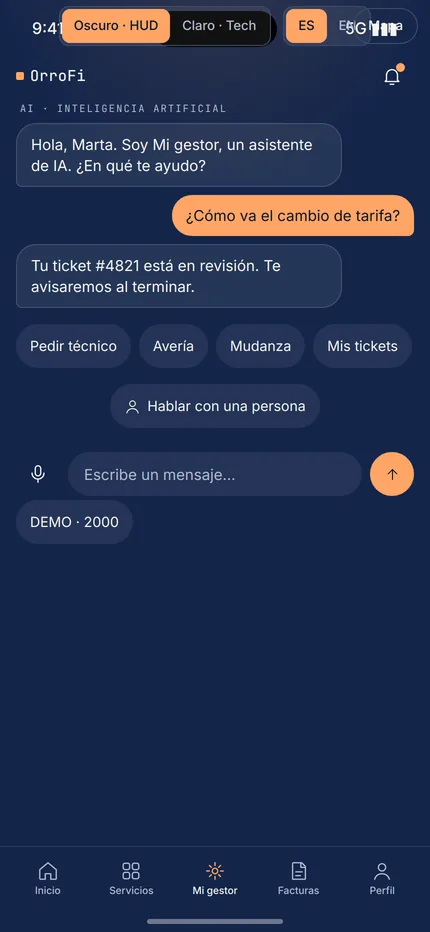 9:41
Oscuro · HUD
Claro · Tech
ES
EN
5G
Mapa
OrroFi
AI · INTELIGENCIA ARTIFICIAL
Hola, Marta. Soy Mi gestor, un asistente
de IA. ¿En qué te ayudo?
¿Cómo va el cambio de tarifa?
Tu ticket #4821 está en revisión. Te
avisaremos al terminar.
Pedir técnico
Avería
Mudanza
Mis tickets
Hablar con una persona
Escribe un mensaje...
DEMO · 2000
Inicio
Servicios
Mi gestor
Facturas
Perfil